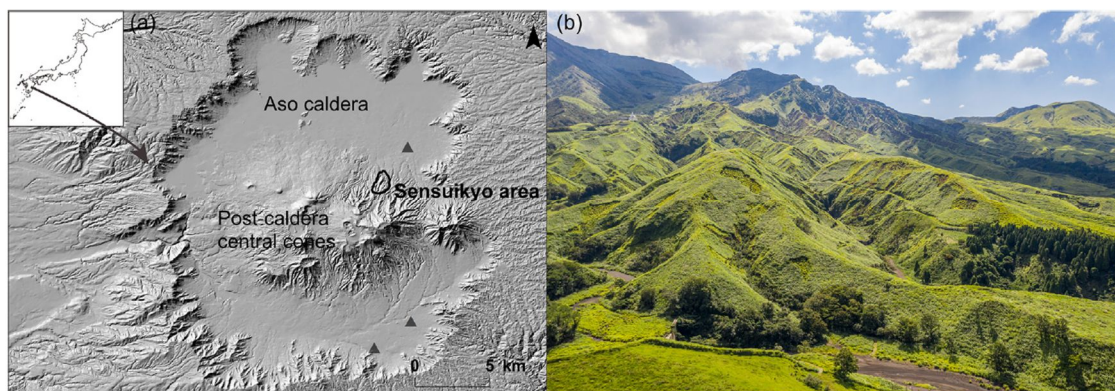 (a)
(b)
Aso caldera
Sensuikyo area
Post-caldera
central cones
0 5 km